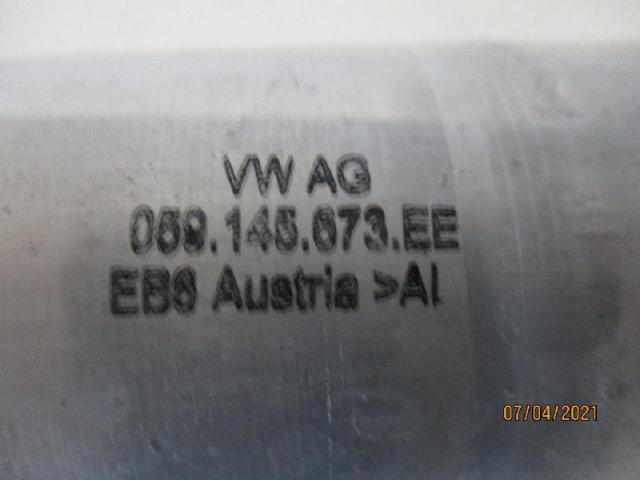 VW AG
059.145.673.EE
EB6 Austria >Al
07/04/2021